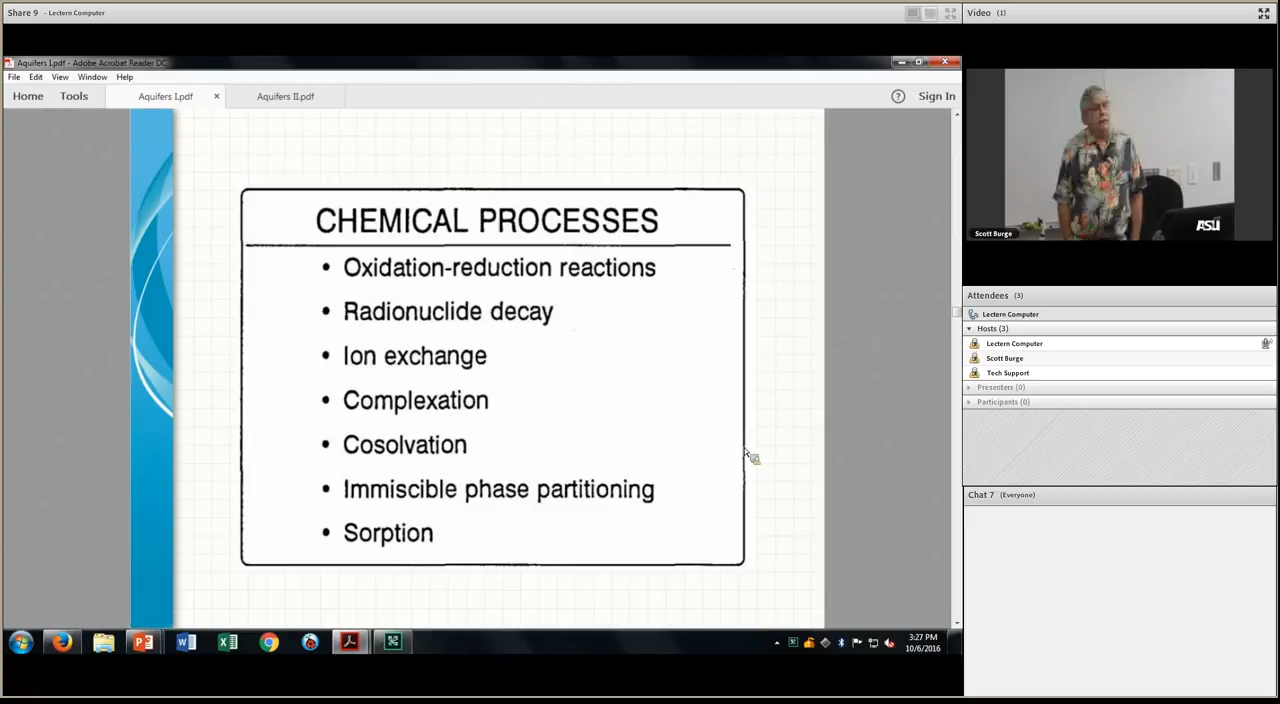 Share 9 - Lectern Computer
Video (1)
Aquifers I.pdf - Adobe Acrobat Reader DC
File Edit View Window Help
Home Tools Aquifers I.pdf × Aquifers II.pdf ? Sign In
CHEMICAL PROCESSES
• Oxidation-reduction reactions
• Radionuclide decay
• Ion exchange
• Complexation
• Cosolvation
• Immiscible phase partitioning
• Sorption
3:27 PM
10/6/2016
ASU
Scott Burge
Attendees (3)
Lectern Computer
Hosts (3)
Lectern Computer
Scott Burge
Tech Support
Presenters (0)
Participants (0)
Chat 7 (Everyone)